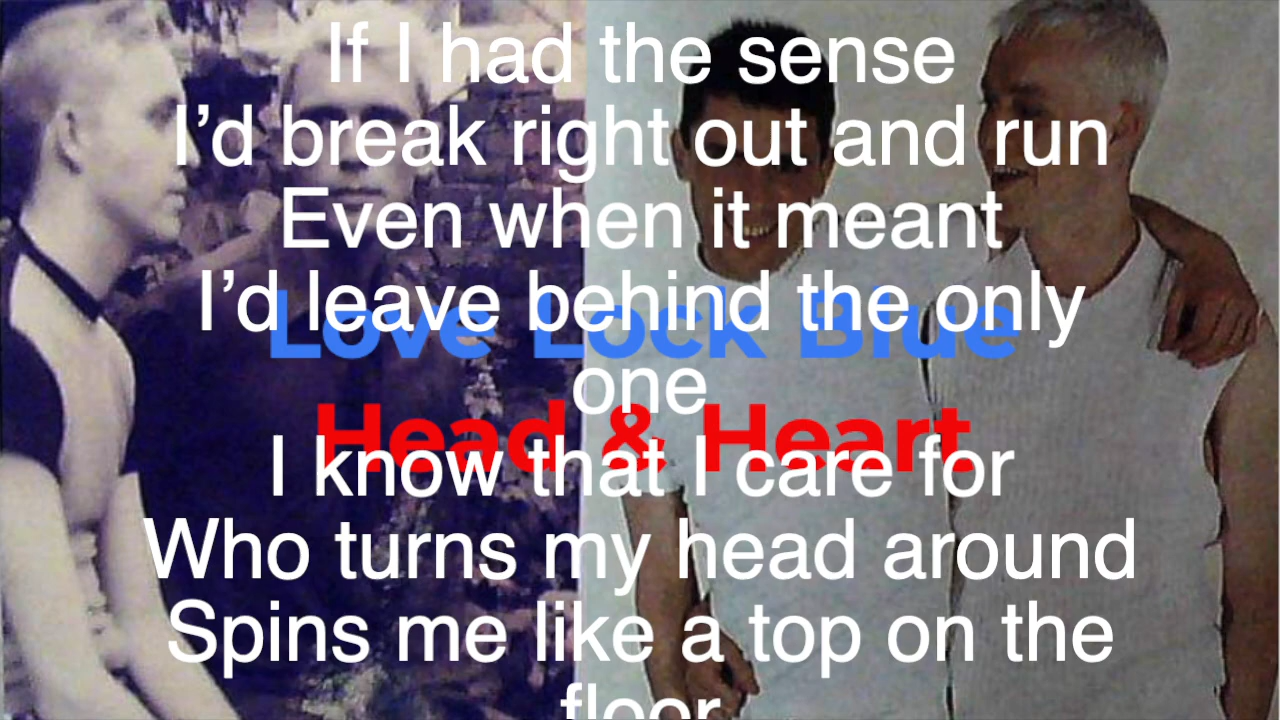 If I had the sense
I’d break right out and run
Even when it meant
I’d leave behind the only
Love Lock Blue
one
Head & Heart
I know that I care for
Who turns my head around
Spins me like a top on the
floor